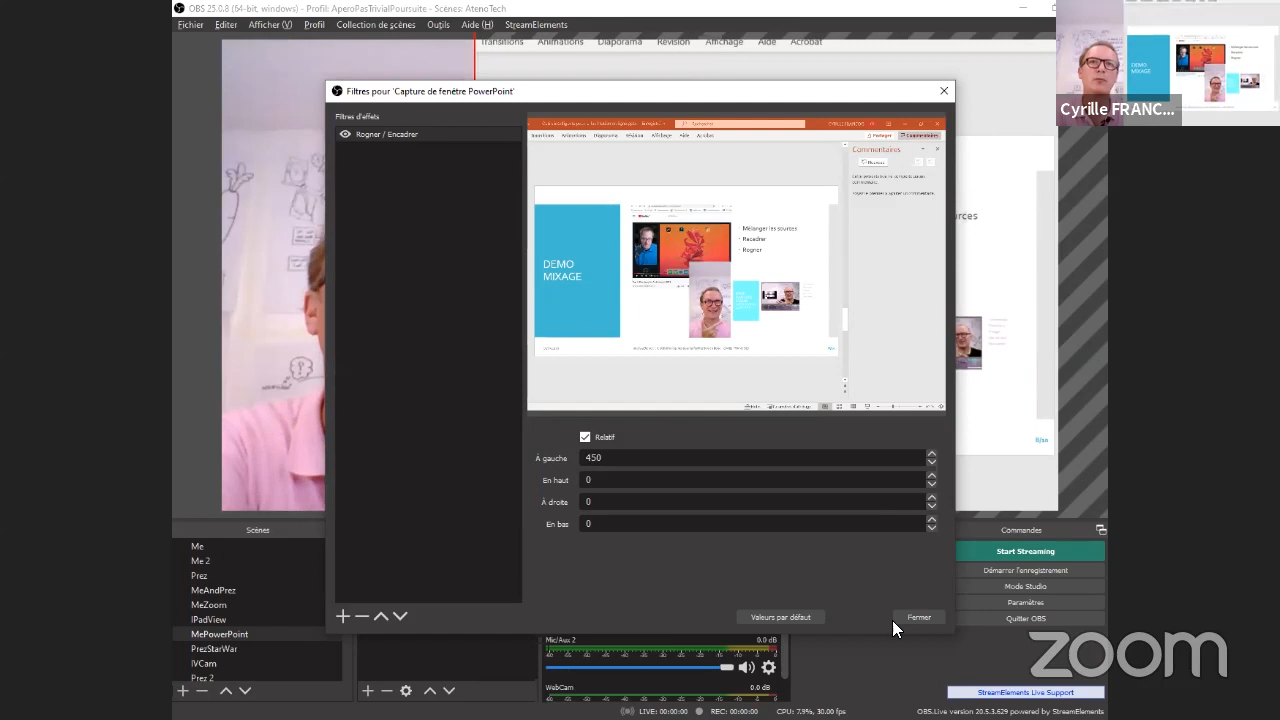 OBS 25.0.8 (64-bit, windows) - Profil: AperoPasTrivialPoursuite - Scènes: AtenoTech
Fichier Editer Afficher (V) Profil Collection de scènes Outils Aide (H) StreamElements
Transitions Animations Diaporama Révision Affichage Aide Acrobat
Cyrille FRANC...
Filtres pour 'Capture de fenêtre PowerPoint'
Filtres d'effets
Rogner / Encadrer
Commentaires
DEMO
MIXAGE
Mélanger les sources
Recadrer
Rogner
Relatif
À gauche 450
En haut 0
À droite 0
En bas 0
Valeurs par défaut Fermer
Scènes
Me
Me 2
Prez
MeAndPrez
MeZoom
IPadView
MePowerPoint
PrezStarWar
IVCam
Prez 2
Mic/Aux 2 0.0 dB
WebCam 0.0 dB
Commandes
Start Streaming
Démarrer l'enregistrement
Mode Studio
Paramètres
Quitter OBS
zoom
StreamElements Live Support
LIVE: 00:00:00 REC: 00:00:00 CPU: 7.9%, 30.00 fps
OBS.Live version 20.5.3.629 powered by StreamElements